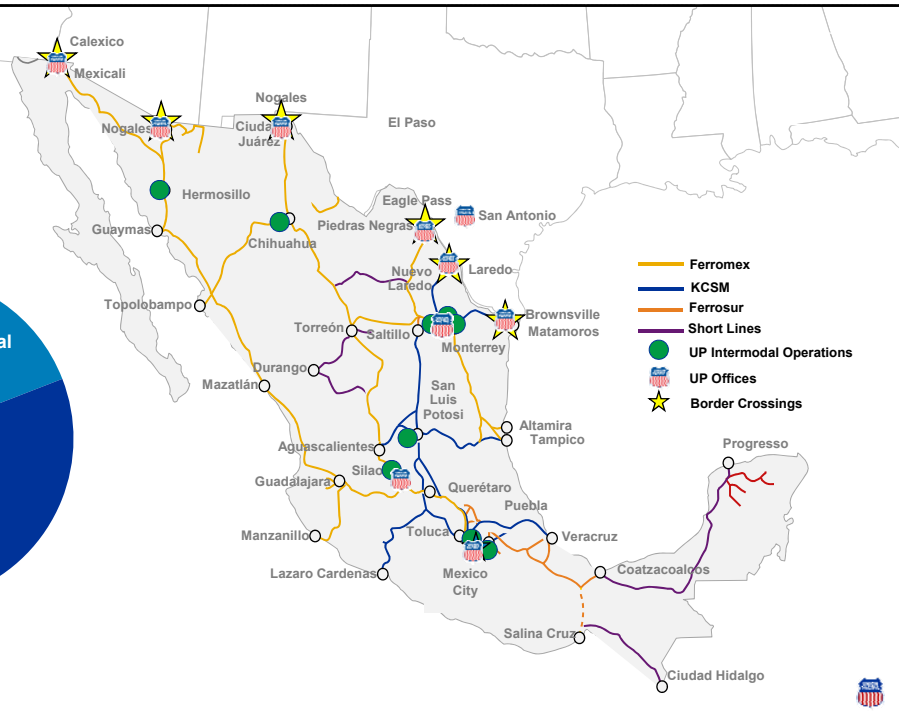 Calexico
Mexicali
Nogales
Nogales
Ciuda
Juárez
El Paso
Hermosillo
Guaymas
Chihuahua
Eagle Pass
Piedras Negras
San Antonio
Nuevo
Laredo
Laredo
Topolobampo
Torreón
Saltillo
Monterrey
Brownsville
Matamoros
Durango
Mazatlán
San
Luis
Potosi
Altamira
Tampico
Aguascalientes
Silao
Guadalajara
Querétaro
Puebla
Manzanillo
Toluca
Veracruz
Lazaro Cardenas
Mexico
City
Coatzacoalcos
Progresso
Salina Cruz
Ciudad Hidalgo
Ferromex
KCSM
Ferrosur
Short Lines
UP Intermodal Operations
UP Offices
Border Crossings
al